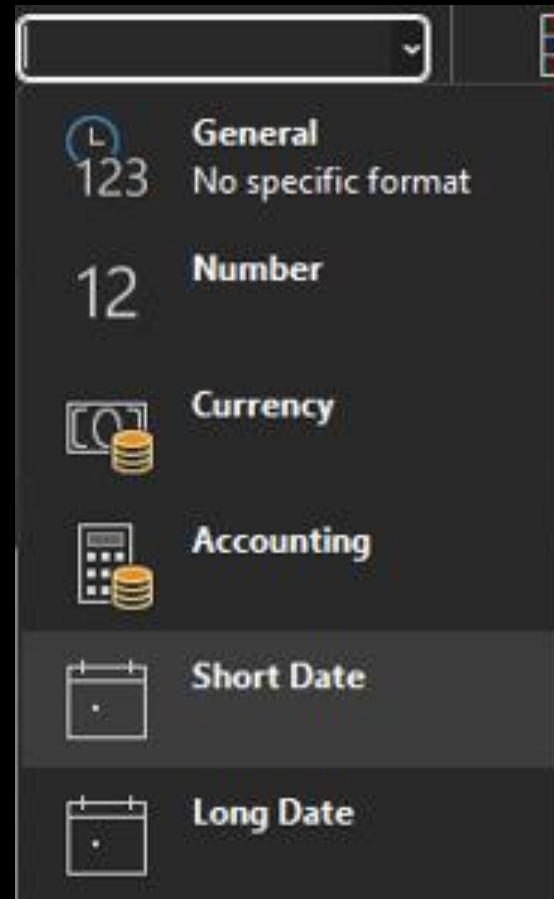 General
123
No specific format
12
Number
Currency
Accounting
Short Date
Long Date